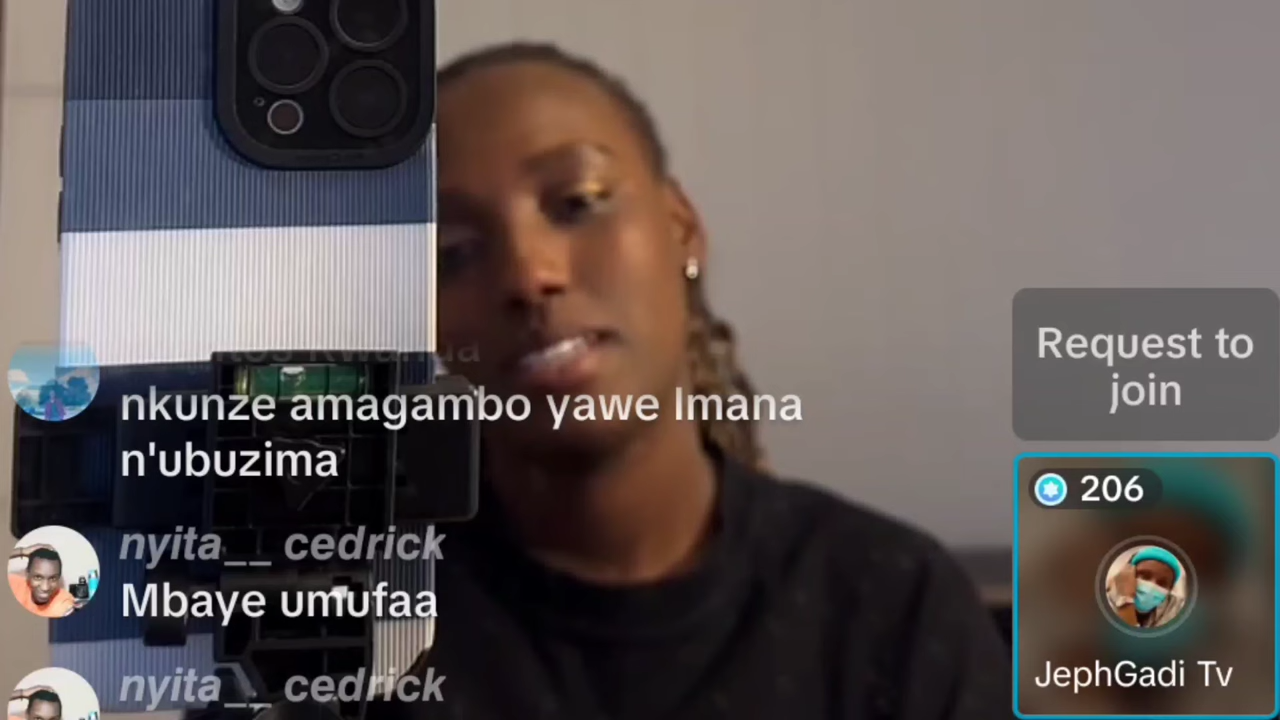 nkunze amagambo yawe Imana
n'ubuzima
nyita__ cedrick
Mbaye umufaa
nyita__ cedrick
Request to
join
206
JephGadi Tv